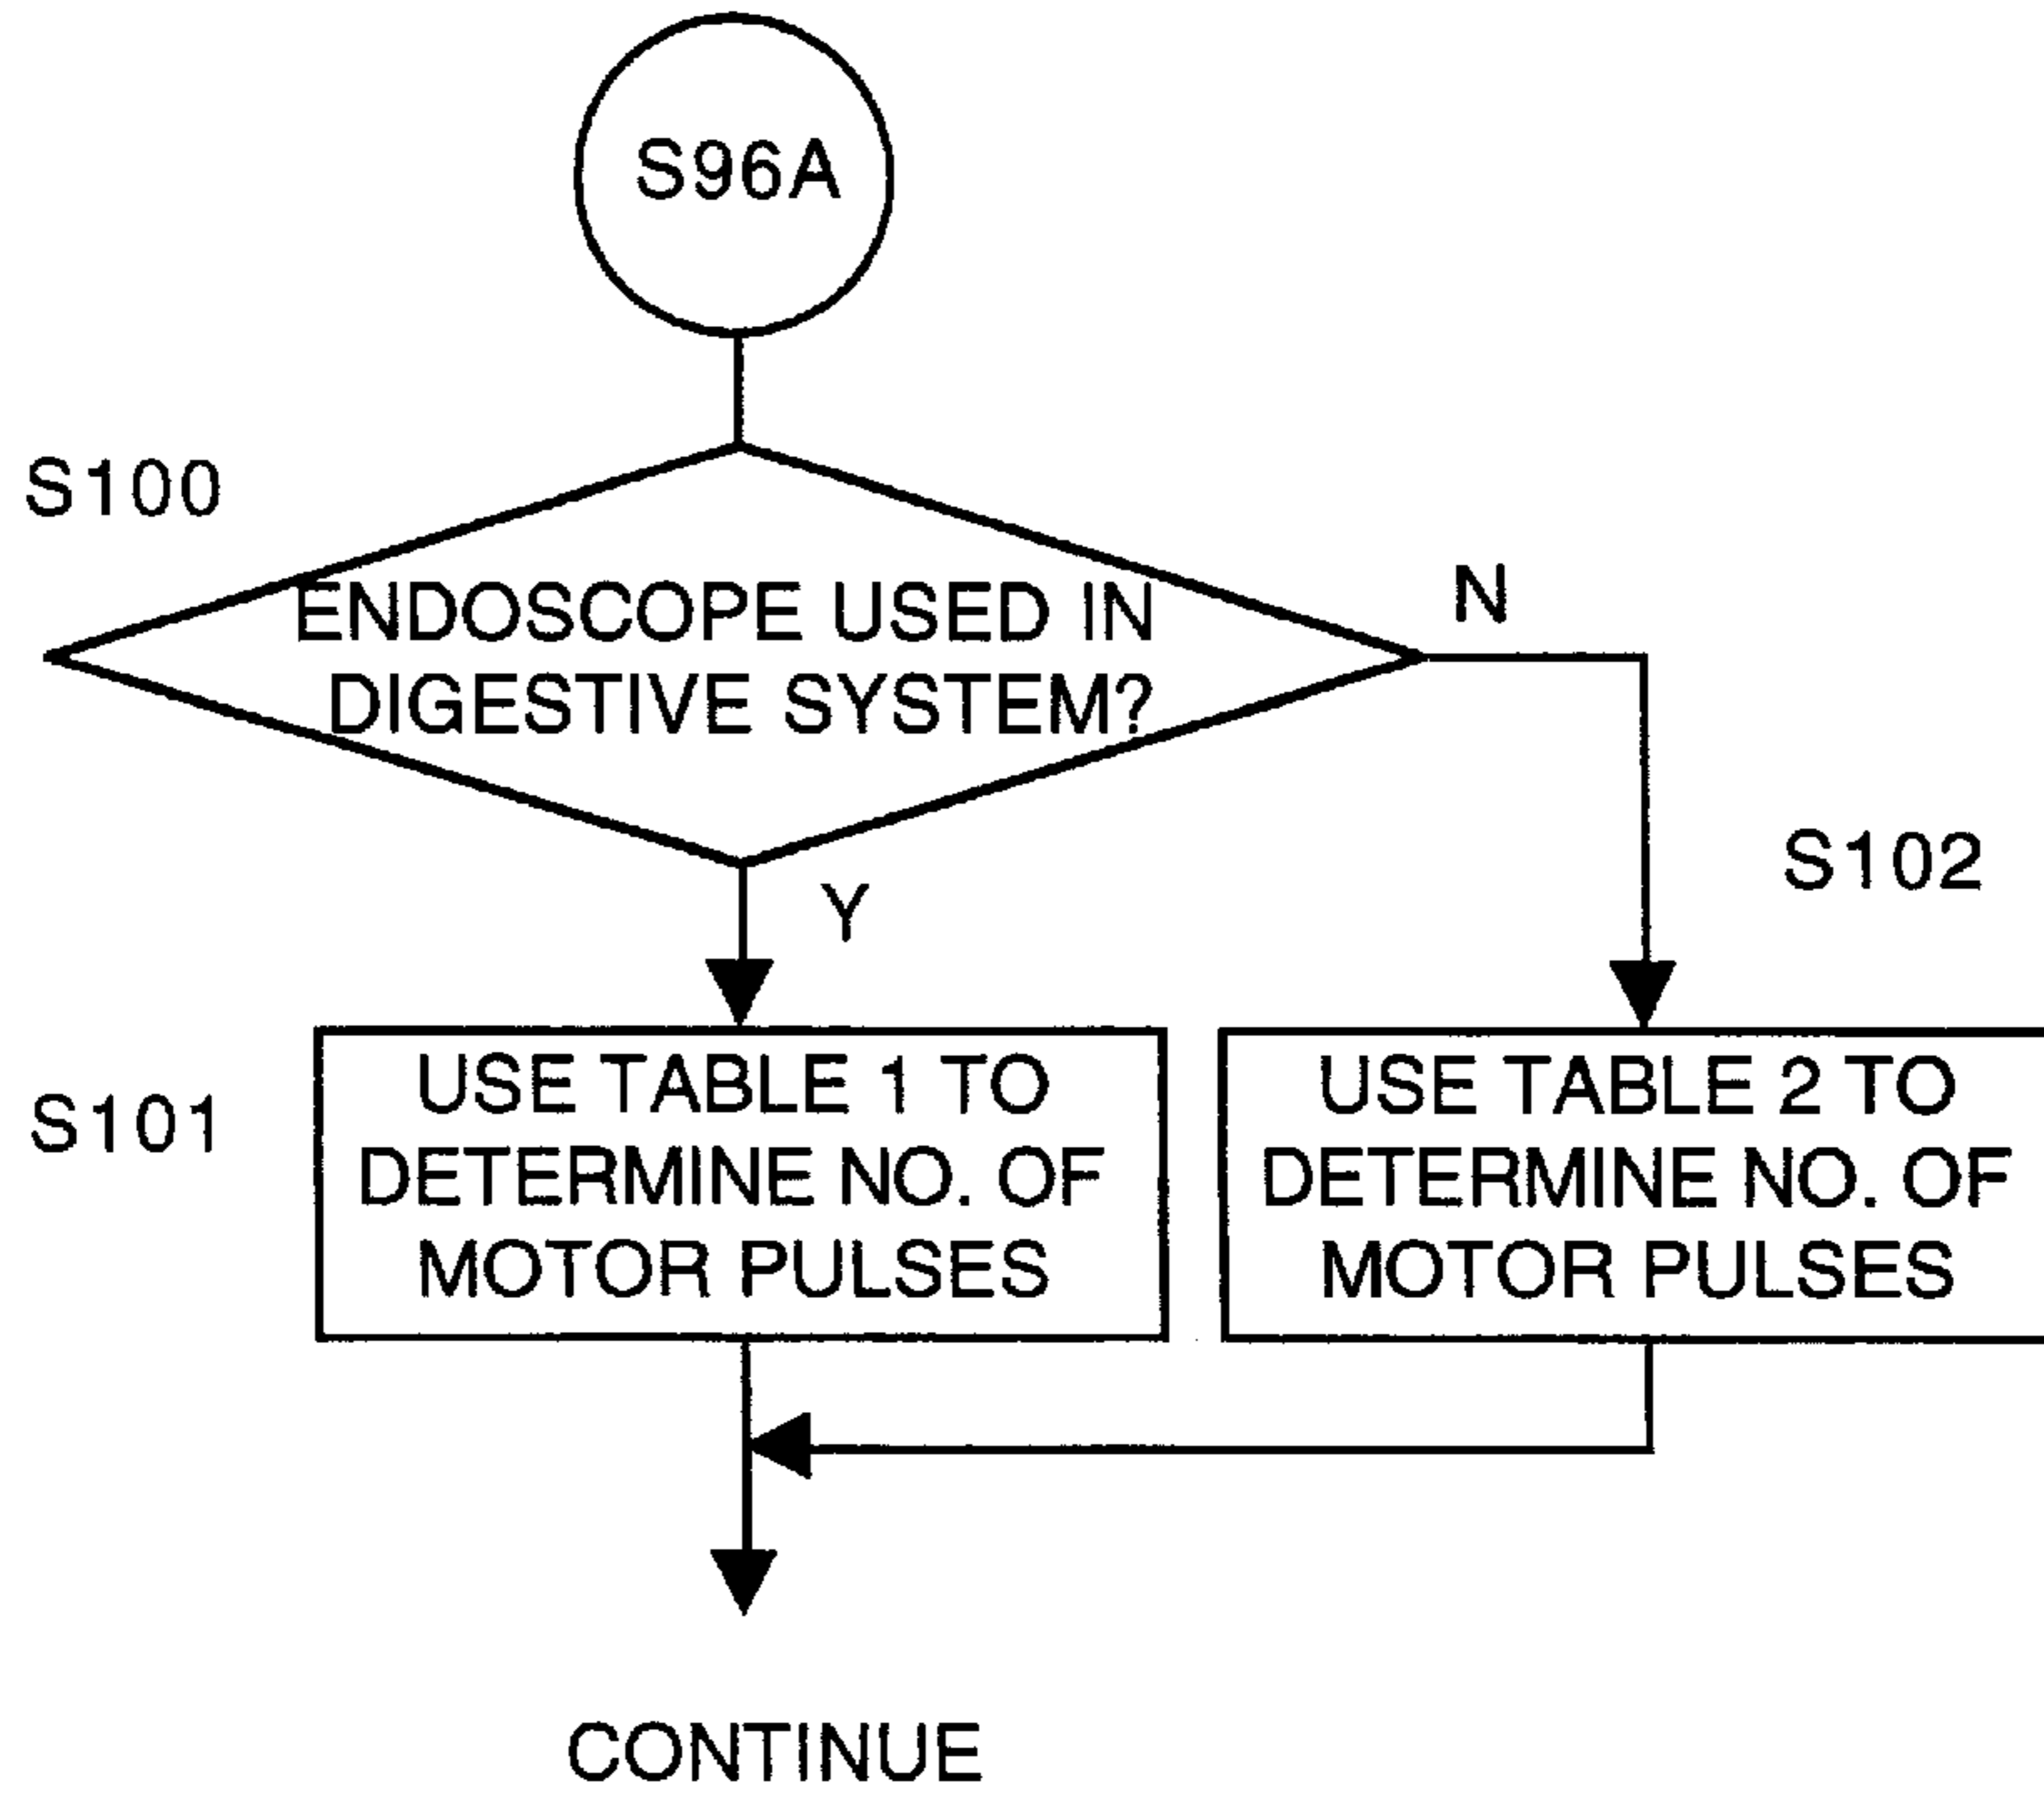 S96A
S100
ENDOSCOPE USED IN
DIGESTIVE SYSTEM?
N
Y
S102
S101
USE TABLE 1 TO
DETERMINE NO. OF
MOTOR PULSES
USE TABLE 2 TO
DETERMINE NO. OF
MOTOR PULSES
CONTINUE